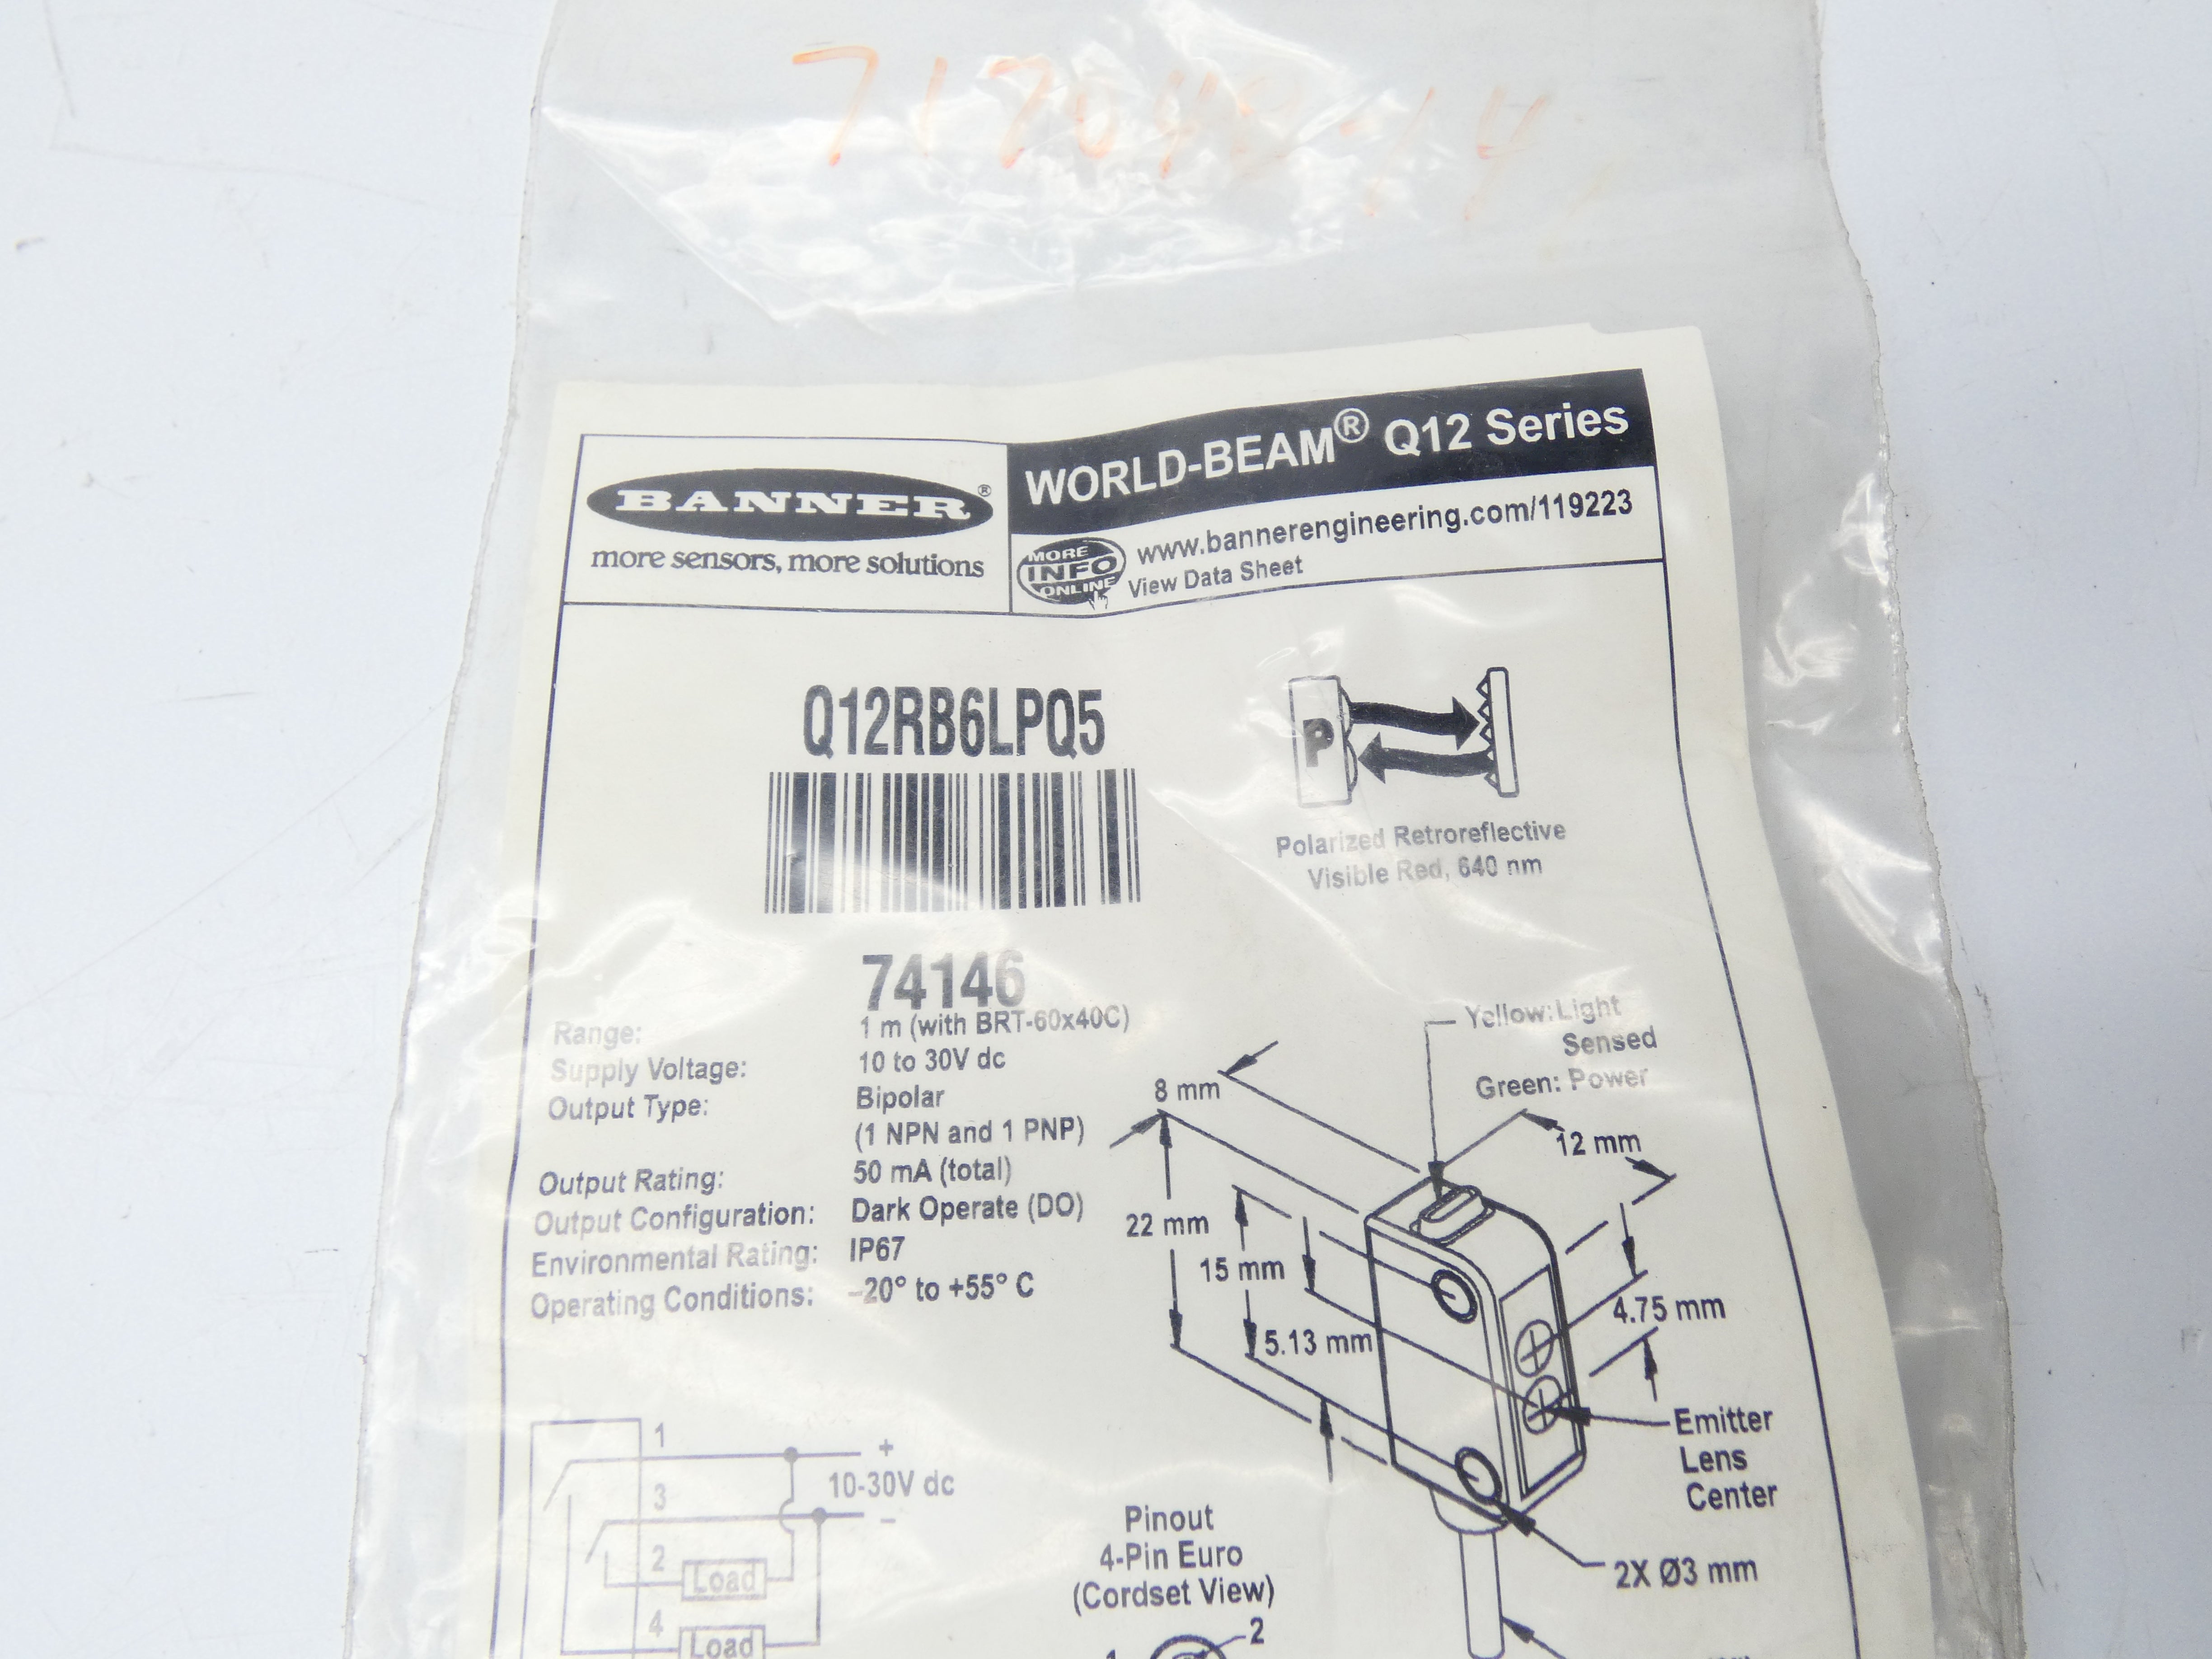 BANNER®
more sensors, more solutions
WORLD-BEAM® Q12 Series
MORE
INFO
ONLINE
www.bannerengineering.com/119223
View Data Sheet
Q12RB6LPQ5
P
Polarized Retroreflective
Visible Red, 640 nm
74146
Range: 1 m (with BRT-60x40C)
Supply Voltage: 10 to 30V dc
Output Type: Bipolar
(1 NPN and 1 PNP)
Output Rating: 50 mA (total)
Output Configuration: Dark Operate (DO)
Environmental Rating: IP67
Operating Conditions: –20° to +55° C
Yellow: Light
Sensed
Green: Power
8 mm
12 mm
22 mm
15 mm
5.13 mm
4.75 mm
Emitter
Lens
Center
2X Ø3 mm
1
+
10-30V dc
3
–
2
Load
4
Load
Pinout
4-Pin Euro
(Cordset View)
1
2